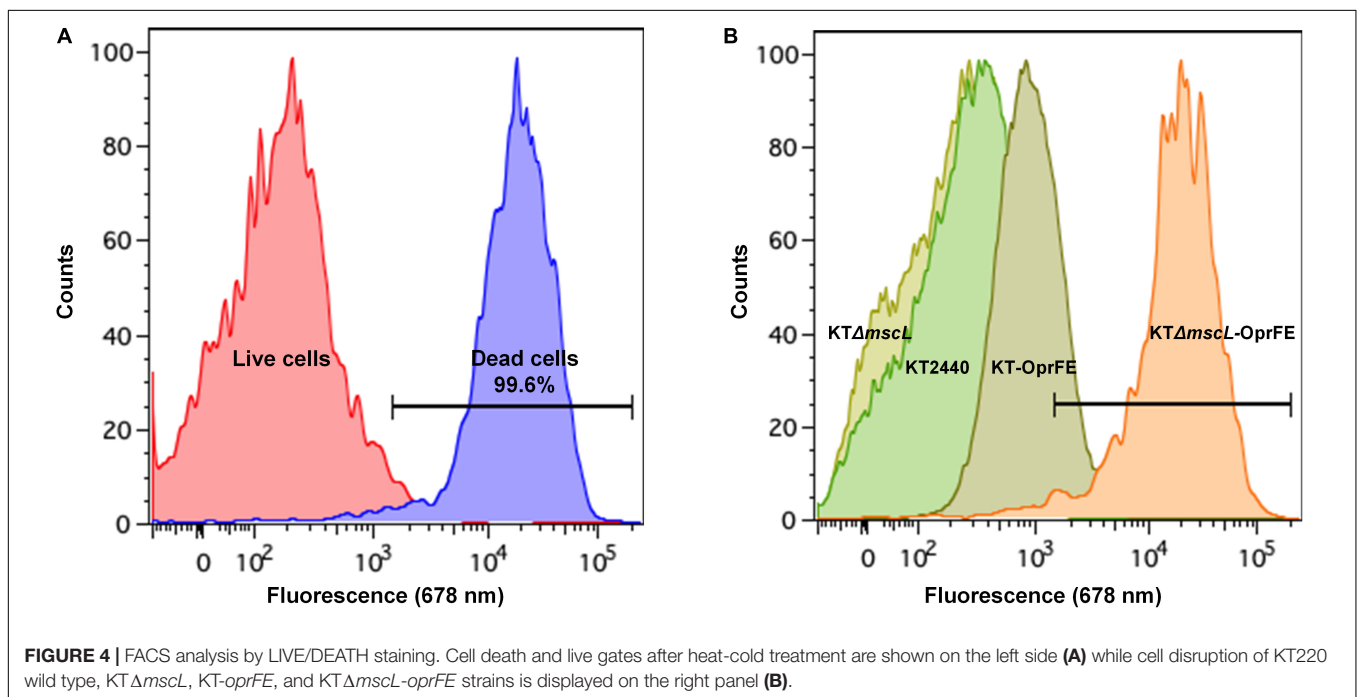 A
B
100
80
60
40
20
0
Counts
Live cells
Dead cells
99.6%
0 10² 10³ 10⁴ 10⁵
Fluorescence (678 nm)
100
80
60
40
20
0
Counts
KTΔmscL
KT2440
KT-OprFE
KTΔmscL-OprFE
0 10² 10³ 10⁴ 10⁵
Fluorescence (678 nm)
FIGURE 4 | FACS analysis by LIVE/DEATH staining. Cell death and live gates after heat-cold treatment are shown on the left side (A) while cell disruption of KT220
wild type, KTΔmscL, KT-oprFE, and KTΔmscL-oprFE strains is displayed on the right panel (B).